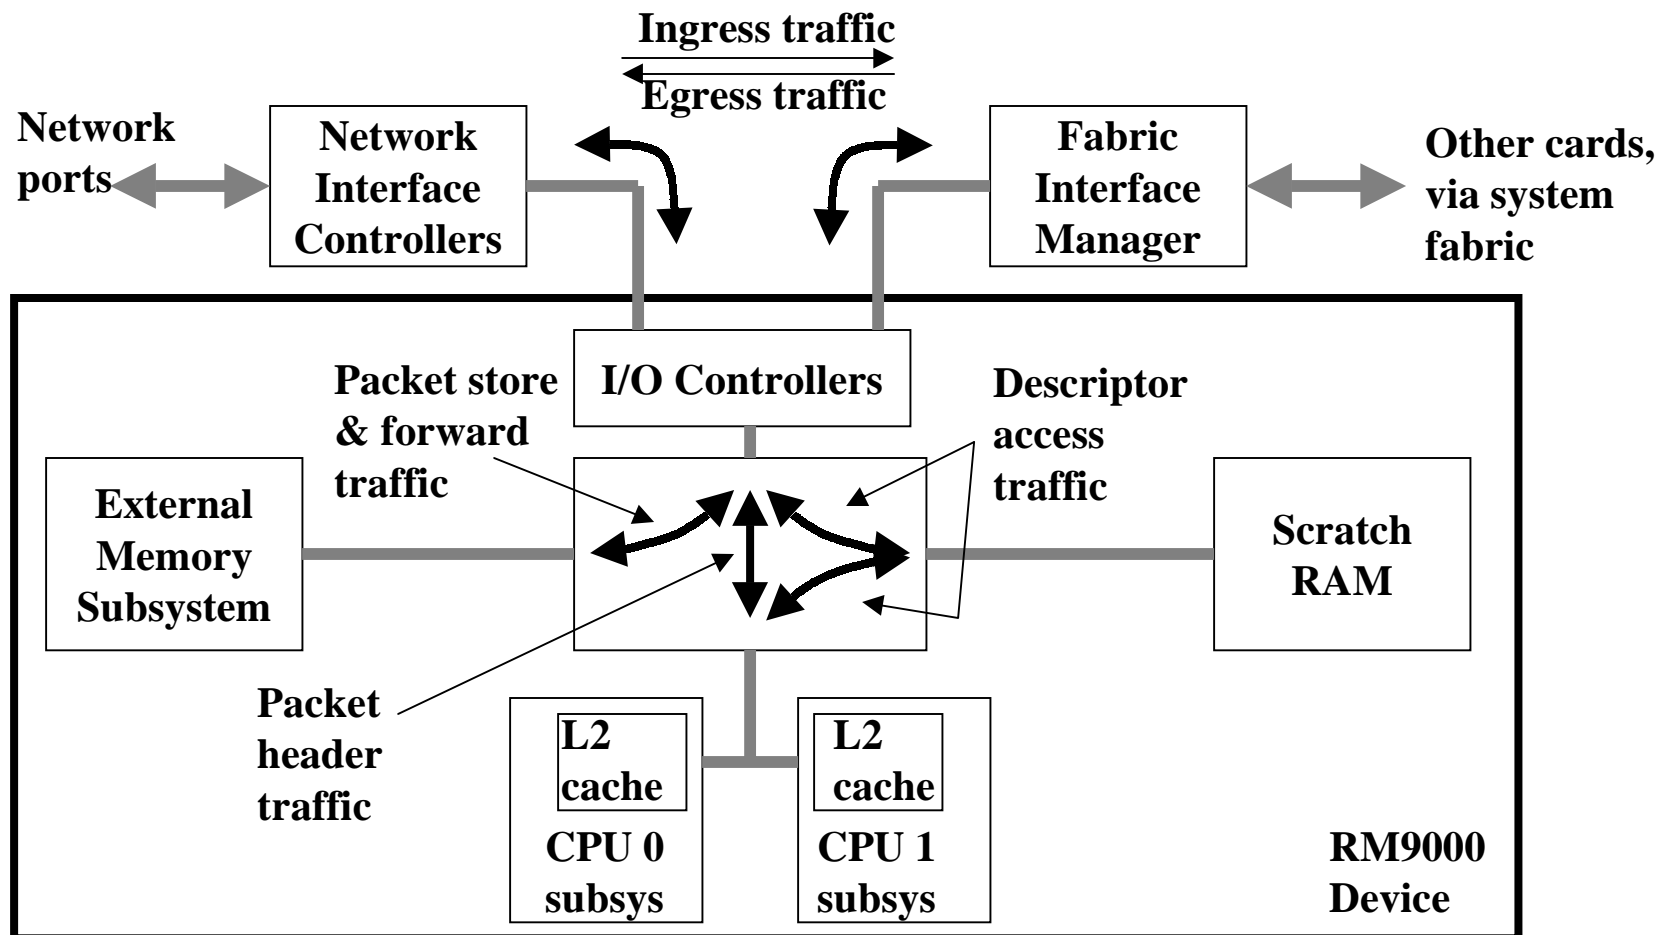 Ingress traffic
Egress traffic
Network
ports
Network
Interface
Controllers
Fabric
Interface
Manager
Other cards,
via system
fabric
Packet store
& forward
traffic
I/O Controllers
Descriptor
access
traffic
External
Memory
Subsystem
Scratch
RAM
Packet
header
traffic
L2
cache
CPU 0
subsys
L2
cache
CPU 1
subsys
RM9000
Device